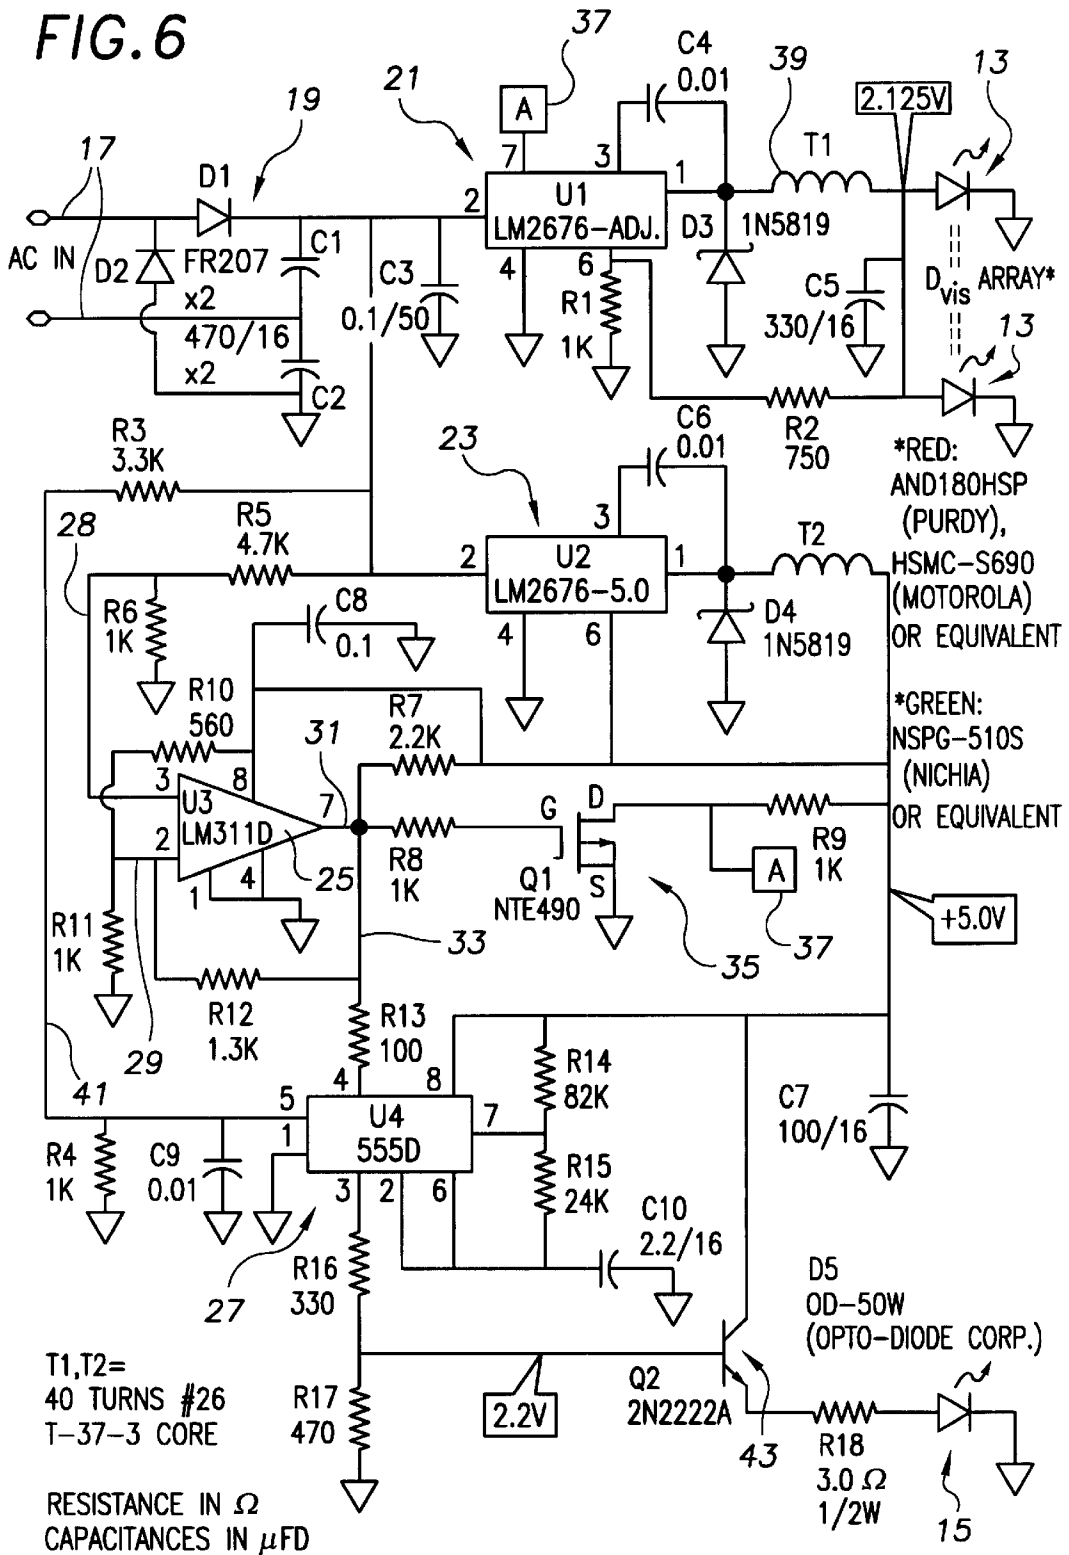 FIG.6
37
C4
0.01
39
13
21
A
2.125V
19
17
7
3
T1
D1
2
U1
1
LM2676-ADJ.
D3
1N5819
AC IN
D2
FR207
x2
C1
4
6
C3
0.1/50
R1
1K
C5
330/16
Dvis ARRAY*
470/16
x2
C2
13
R3
3.3K
R2
750
C6
0.01
23
*RED:
AND180HSP
(PURDY),
HSMC-S690
(MOTOROLA)
OR EQUIVALENT
28
R5
4.7K
3
T2
2
U2
1
LM2676-5.0
R6
1K
C8
0.1
4
6
D4
1N5819
R10
560
R7
2.2K
*GREEN:
NSPG-510S
(NICHIA)
OR EQUIVALENT
31
3
8
U3
LM311D
7
G
D
2
R8
1K
R9
1K
25
1
4
Q1
NTE490
S
A
R11
1K
33
35
37
+5.0V
R12
1.3K
R13
100
29
41
4
8
R14
82K
5
U4
7
C7
100/16
1
555D
R4
1K
C9
0.01
3
2
6
R15
24K
C10
2.2/16
27
R16
330
D5
OD-50W
(OPTO-DIODE CORP.)
T1,T2=
40 TURNS #26
T-37-3 CORE
R17
470
2.2V
Q2
2N2222A
43
R18
3.0 Ω
1/2W
15
RESISTANCE IN Ω
CAPACITANCES IN μFD